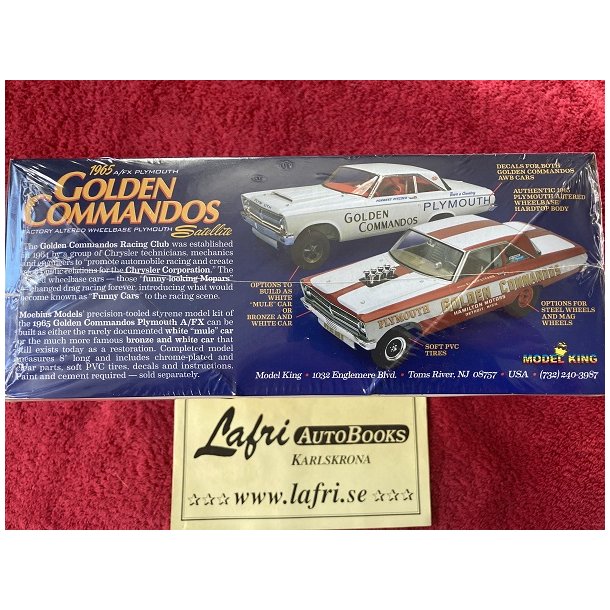 1965 A/FX PLYMOUTH
GOLDEN
COMMANDOS
FACTORY ALTERED WHEELBASE PLYMOUTH Satellite
The Golden Commandos Racing Club was established
in 1961 by a group of Chrysler technicians, mechanics
and engineers to "promote automobile racing and create
relations for the Chrysler Corporation." The
wheelbase cars — "funny-looking Mopars"
changed drag racing forever, introducing what would
become known as "Funny Cars" to the racing scene.
Moebius Models' precision-tooled styrene model kit of
the 1965 Golden Commandos Plymouth A/FX can be
built as either the rarely documented white "mule" car
or the much more famous bronze and white car that
still exists today as a restoration. Completed model
measures 8" long and includes chrome-plated and
clear parts, soft PVC tires, decals and instructions.
Paint and cement required — sold separately.
GOLDEN
COMMANDOS
PLYMOUTH
DECALS FOR BOTH
GOLDEN COMMANDOS
AWB CARS
AUTHENTIC 1965
PLYMOUTH ALTERED
WHEELBASE
HARDTOP BODY
OPTIONS TO
BUILD AS
WHITE
"MULE" CAR
OR
BRONZE AND
WHITE CAR
PLYMOUTH
GOLDEN COMMANDOS
HAMILTON MOTORS
DETROIT, MICH
SOFT PVC
TIRES
OPTIONS FOR
STEEL WHEELS
AND MAG
WHEELS
MODEL KING
Model King • 1032 Englemere Blvd. • Toms River, NJ 08757 • USA • (732) 240-3987
Lafri AUTOBOOKS
KARLSKRONA
☆☆☆ www.lafri.se ☆☆☆